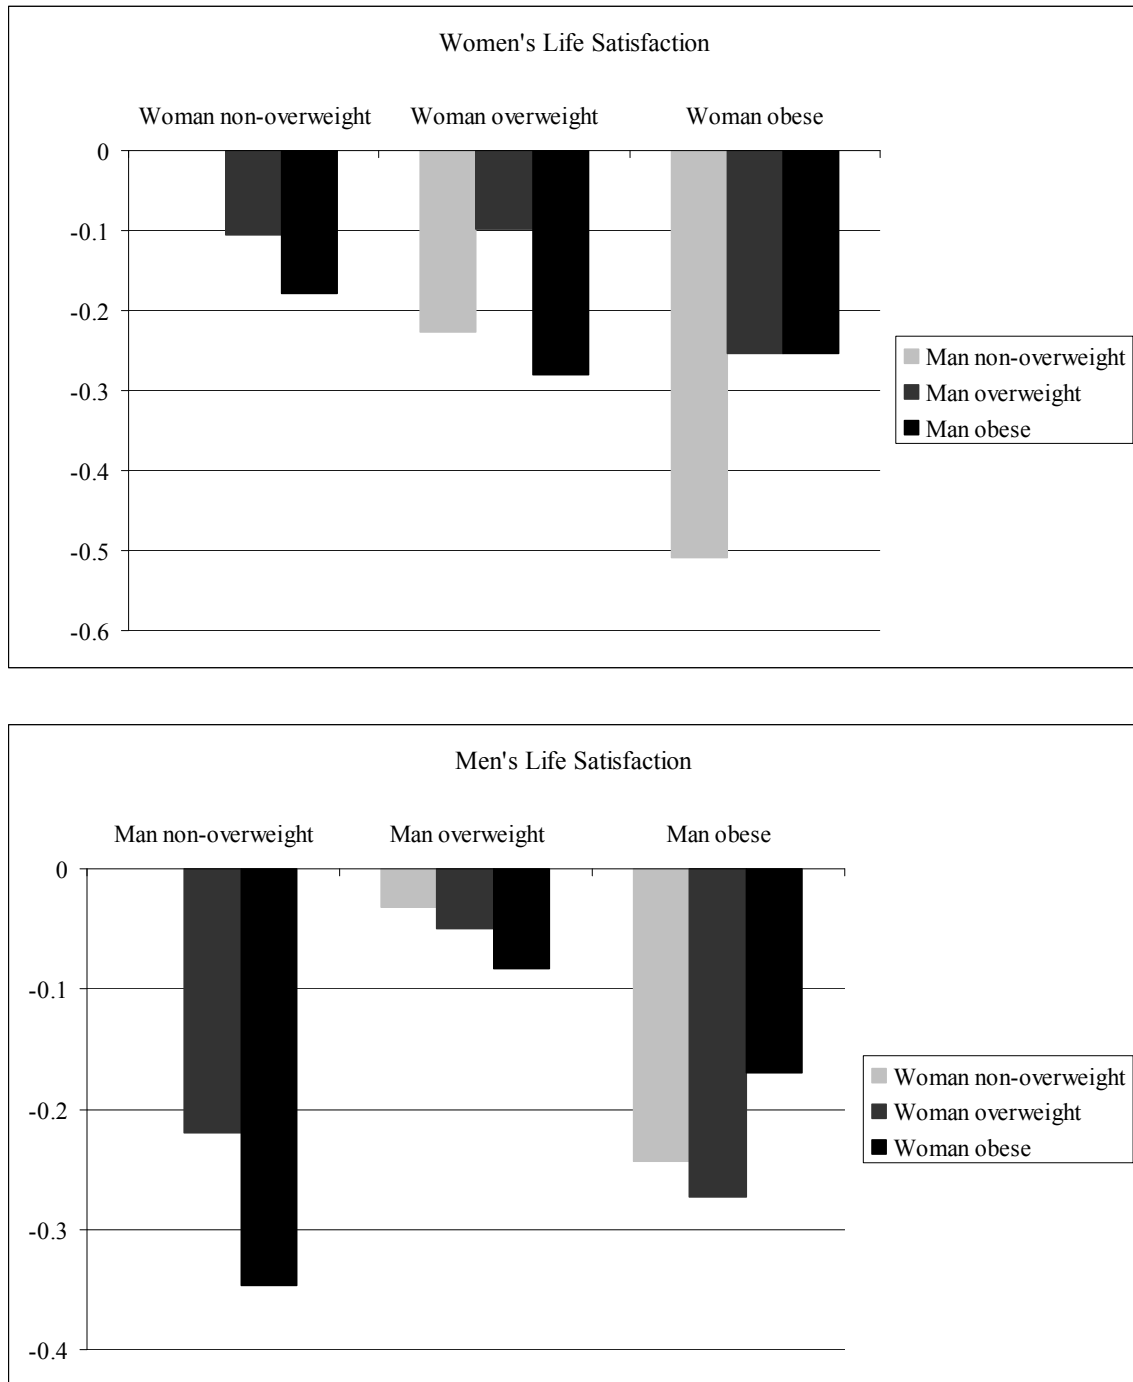 Women's Life Satisfaction
Woman non-overweight Woman overweight Woman obese
0
-0.1
-0.2
-0.3
-0.4
-0.5
-0.6
Man non-overweight
Man overweight
Man obese
Men's Life Satisfaction
Man non-overweight Man overweight Man obese
0
-0.1
-0.2
-0.3
-0.4
Woman non-overweight
Woman overweight
Woman obese